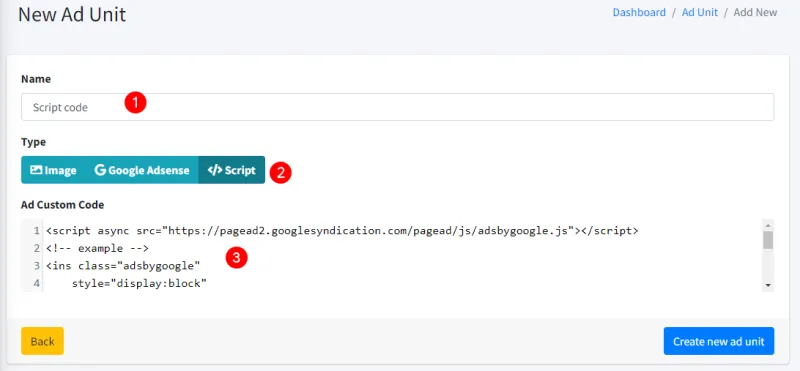 New Ad Unit
Dashboard / Ad Unit / Add New
Name
Script code
1
Type
Image Google Adsense </> Script
2
Ad Custom Code
1 <script async src="https://pagead2.googlesyndication.com/pagead/js/adsbygoogle.js"></script>
2 <!-- example -->
3 <ins class="adsbygoogle"
3
4 style="display:block"
Back
Create new ad unit